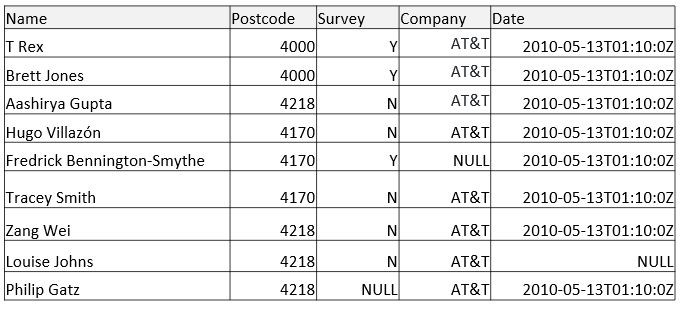 Name Postcode Survey Company Date
T Rex 4000 Y AT&T 2010-05-13T01:10:0Z
Brett Jones 4000 Y AT&T 2010-05-13T01:10:0Z
Aashirya Gupta 4218 N AT&T 2010-05-13T01:10:0Z
Hugo Villazón 4170 N AT&T 2010-05-13T01:10:0Z
Fredrick Bennington-Smythe 4170 Y NULL 2010-05-13T01:10:0Z
Tracey Smith 4170 N AT&T 2010-05-13T01:10:0Z
Zang Wei 4218 N AT&T 2010-05-13T01:10:0Z
Louise Johns 4218 N AT&T NULL
Philip Gatz 4218 NULL AT&T 2010-05-13T01:10:0Z